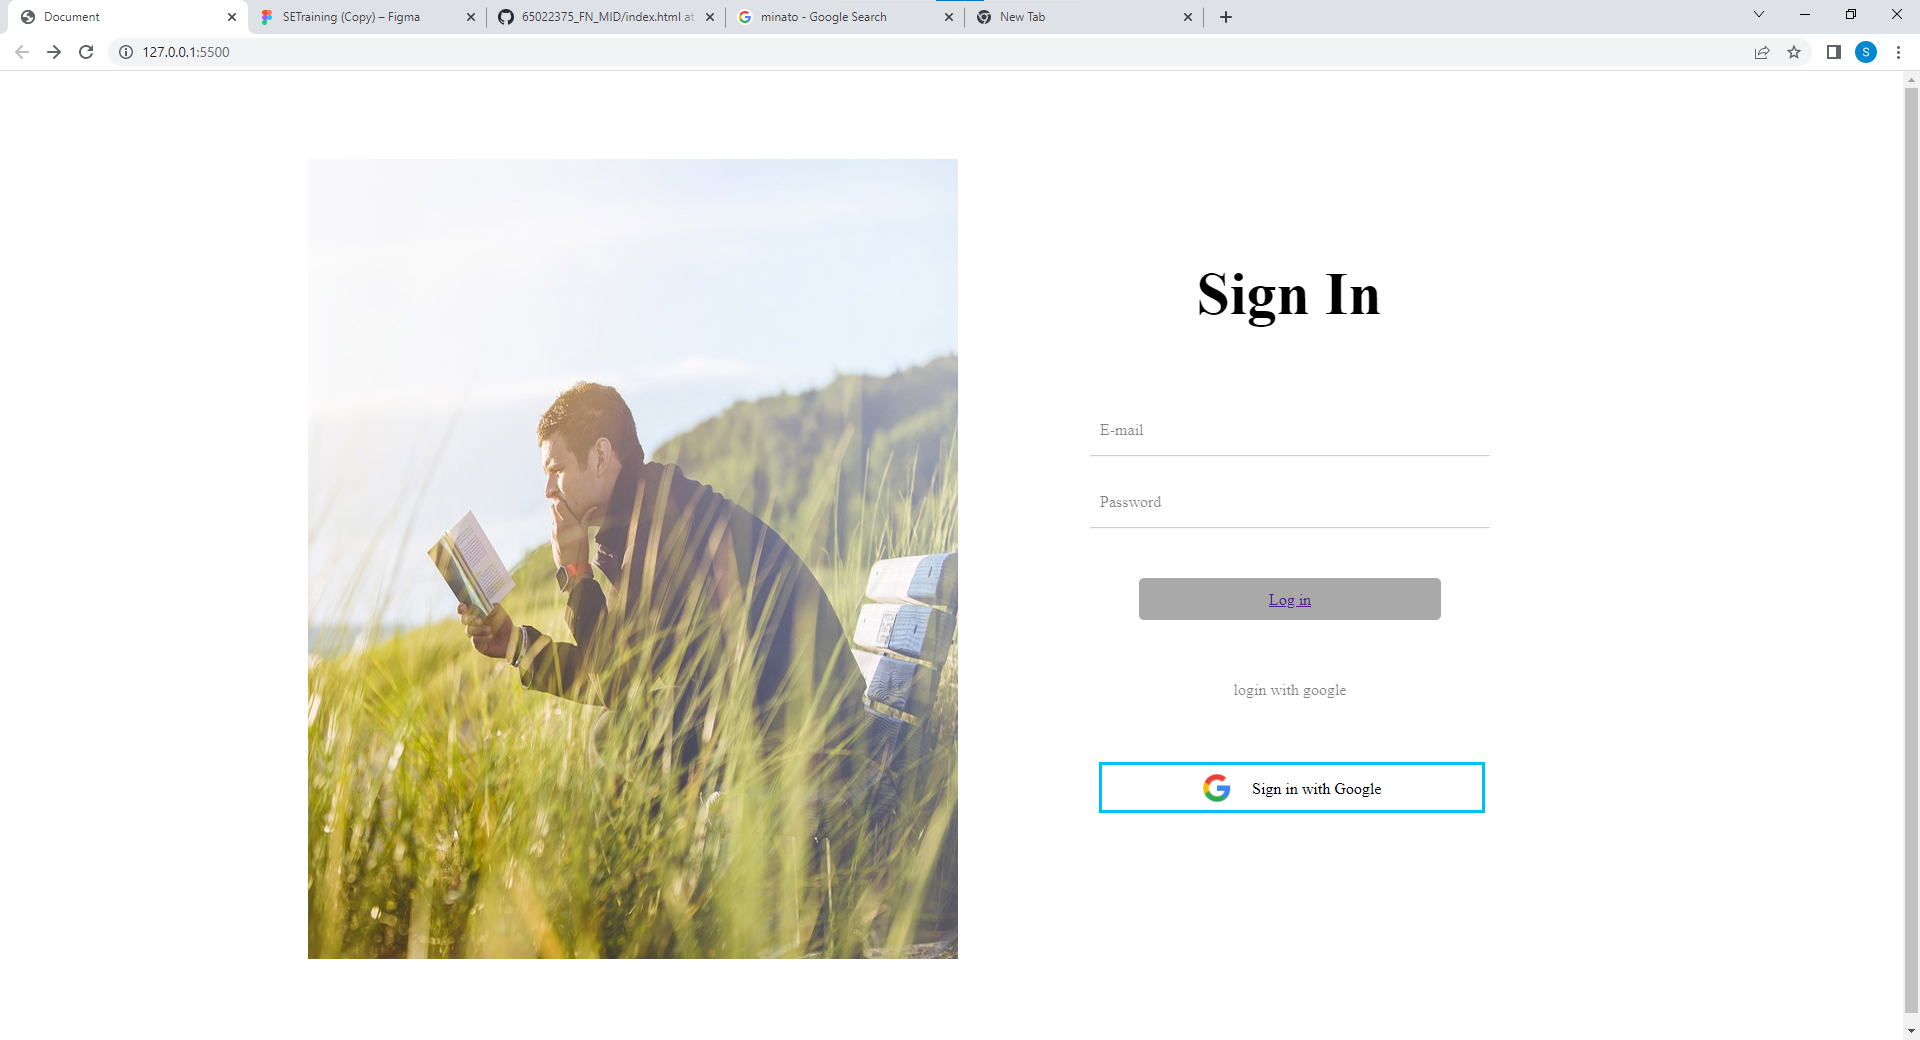 Document
SETraining (Copy) – Figma
65022375_FN_MID/index.html at
minato - Google Search
New Tab
127.0.0.1:5500
S
Sign In
E-mail
Password
Log in
login with google
Sign in with Google